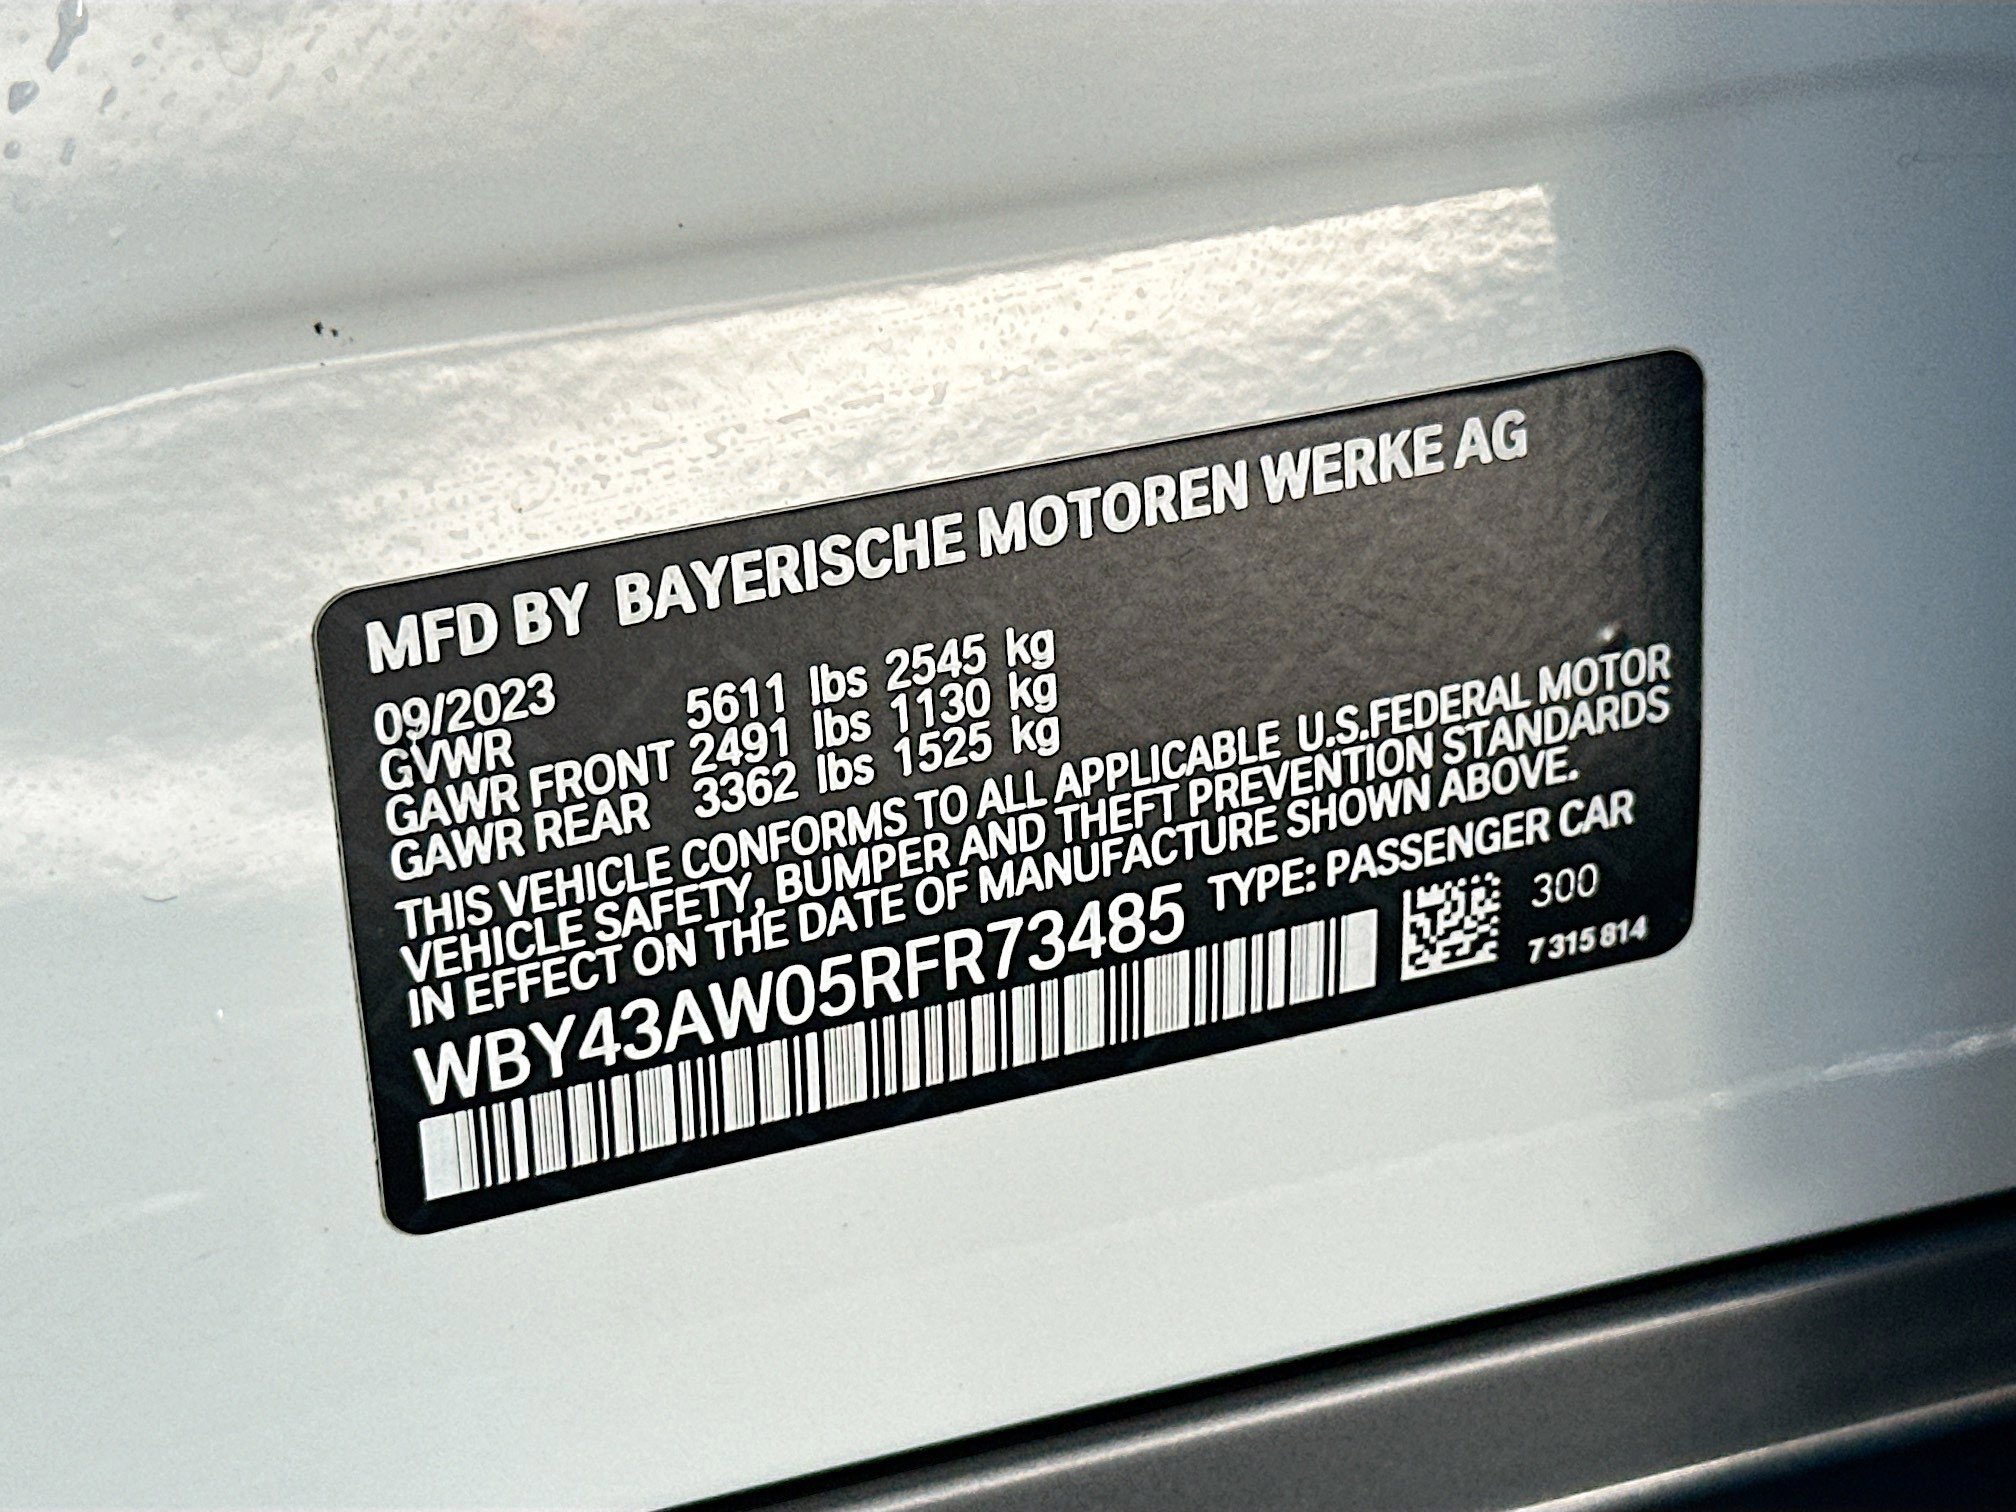 MFD BY BAYERISCHE MOTOREN WERKE AG
09/2023
GVWR 5611 lbs 2545 kg
GAWR FRONT 2491 lbs 1130 kg
GAWR REAR 3362 lbs 1525 kg
THIS VEHICLE CONFORMS TO ALL APPLICABLE U.S.FEDERAL MOTOR
VEHICLE SAFETY, BUMPER AND THEFT PREVENTION STANDARDS
IN EFFECT ON THE DATE OF MANUFACTURE SHOWN ABOVE.
WBY43AW05RFR73485 TYPE: PASSENGER CAR
300
7 315 814